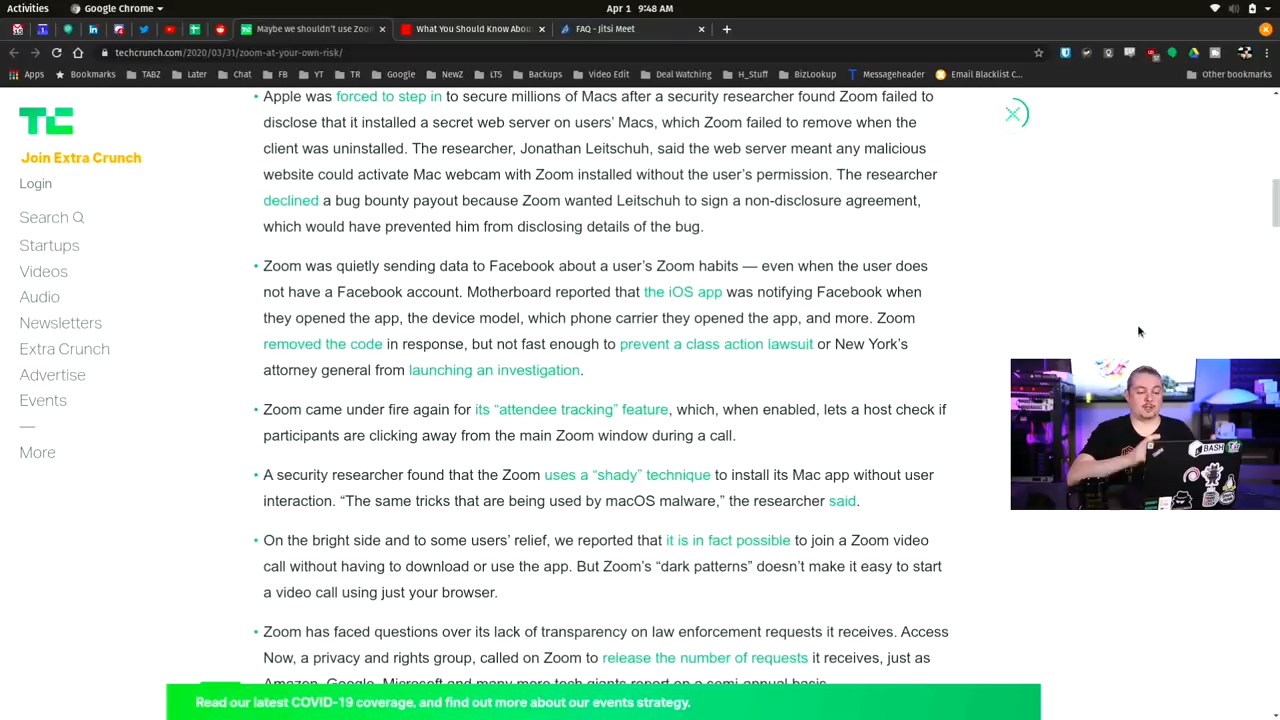 Activities
Google Chrome
Apr 1 9:48 AM
Maybe we shouldn't use Zoo
What You Should Know Abou
FAQ – Jitsi Meet
techcrunch.com/2020/03/31/zoom-at-your-own-risk/
Apps
Bookmarks
TABZ
Later
Chat
FB
YT
TR
Google
NewZ
LTS
Backups
Video Edit
Deal Watching
H_Stuff
BizLookup
Messageheader
Email Blacklist C...
Other bookmarks
Join Extra Crunch
Login
Search
Startups
Videos
Audio
Newsletters
Extra Crunch
Advertise
Events
—
More
• Apple was forced to step in to secure millions of Macs after a security researcher found Zoom failed to
disclose that it installed a secret web server on users' Macs, which Zoom failed to remove when the
client was uninstalled. The researcher, Jonathan Leitschuh, said the web server meant any malicious
website could activate Mac webcam with Zoom installed without the user's permission. The researcher
declined a bug bounty payout because Zoom wanted Leitschuh to sign a non-disclosure agreement,
which would have prevented him from disclosing details of the bug.
• Zoom was quietly sending data to Facebook about a user's Zoom habits — even when the user does
not have a Facebook account. Motherboard reported that the iOS app was notifying Facebook when
they opened the app, the device model, which phone carrier they opened the app, and more. Zoom
removed the code in response, but not fast enough to prevent a class action lawsuit or New York's
attorney general from launching an investigation.
• Zoom came under fire again for its "attendee tracking" feature, which, when enabled, lets a host check if
participants are clicking away from the main Zoom window during a call.
• A security researcher found that the Zoom uses a "shady" technique to install its Mac app without user
interaction. "The same tricks that are being used by macOS malware," the researcher said.
• On the bright side and to some users' relief, we reported that it is in fact possible to join a Zoom video
call without having to download or use the app. But Zoom's "dark patterns" doesn't make it easy to start
a video call using just your browser.
• Zoom has faced questions over its lack of transparency on law enforcement requests it receives. Access
Now, a privacy and rights group, called on Zoom to release the number of requests it receives, just as
Amazon, Google, Microsoft and many more tech giants report on a semi-annual basis.
Read our latest COVID-19 coverage, and find out more about our events strategy.
BASH